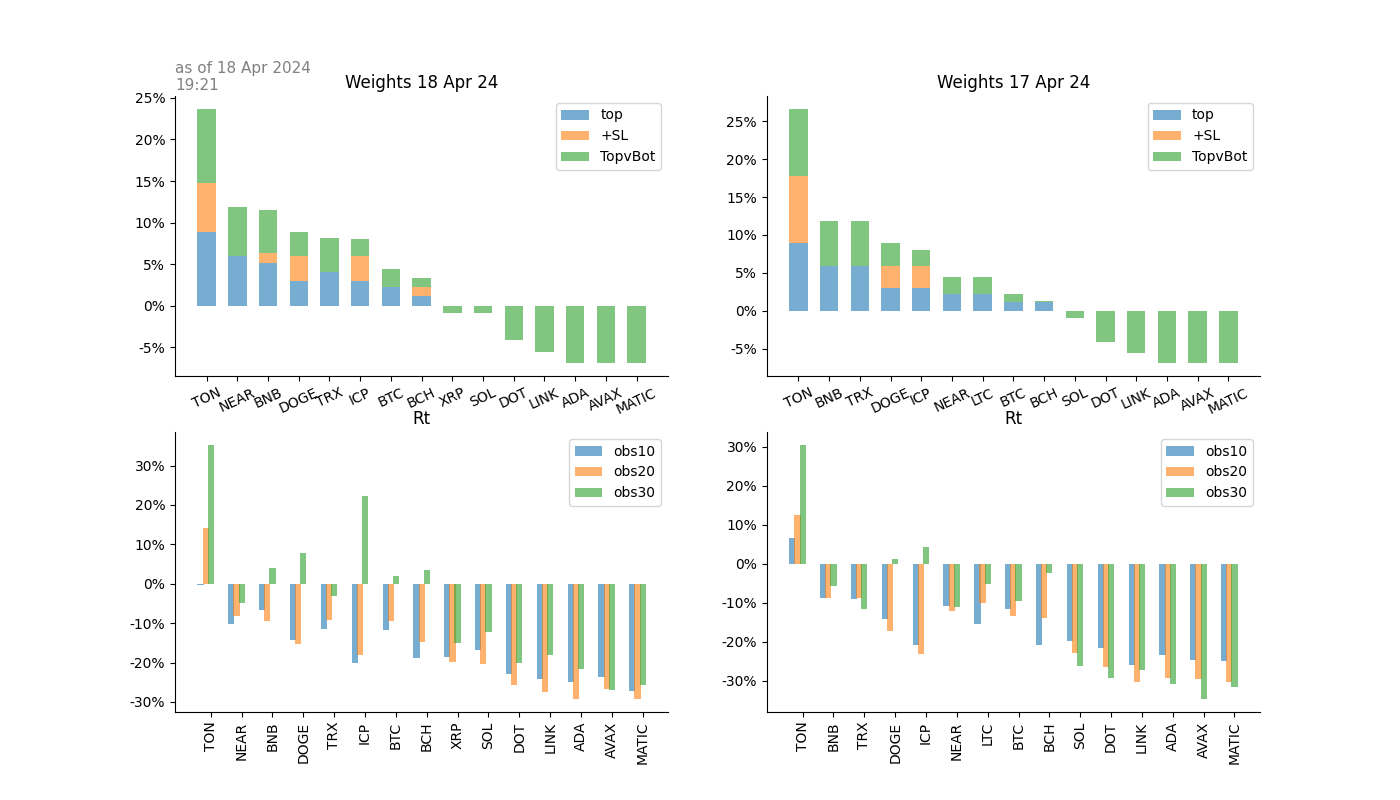 as of 18 Apr 2024
19:21
Weights 18 Apr 24
25%
20%
15%
10%
5%
0%
-5%
top
+SL
TopvBot
TON NEAR BNB DOGE TRX ICP BTC BCH XRP SOL DOT LINK ADA AVAX MATIC
Weights 17 Apr 24
25%
20%
15%
10%
5%
0%
-5%
top
+SL
TopvBot
TON BNB TRX DOGE ICP NEAR LTC BTC BCH SOL DOT LINK ADA AVAX MATIC
Rt
30%
20%
10%
0%
-10%
-20%
-30%
obs10
obs20
obs30
TON NEAR BNB DOGE TRX ICP BTC BCH XRP SOL DOT LINK ADA AVAX MATIC
Rt
30%
20%
10%
0%
-10%
-20%
-30%
obs10
obs20
obs30
TON BNB TRX DOGE ICP NEAR LTC BTC BCH SOL DOT LINK ADA AVAX MATIC